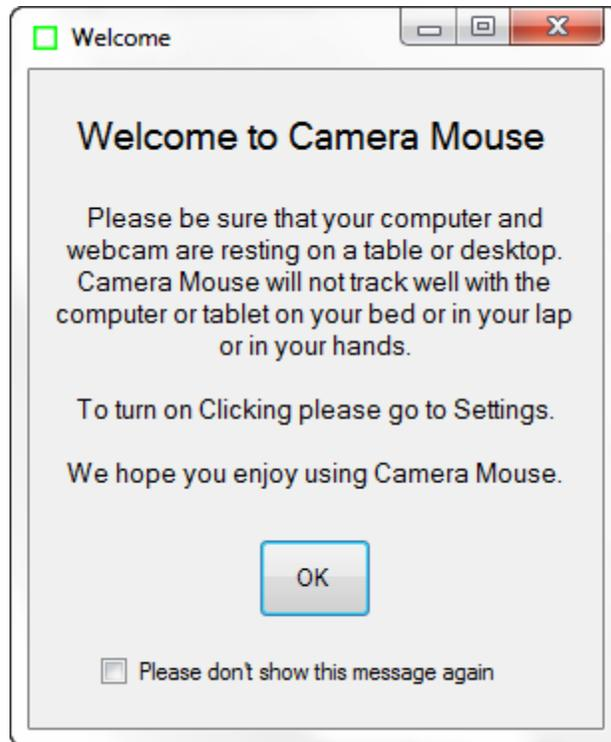 Welcome
Welcome to Camera Mouse
Please be sure that your computer and
webcam are resting on a table or desktop.
Camera Mouse will not track well with the
computer or tablet on your bed or in your lap
or in your hands.
To turn on Clicking please go to Settings.
We hope you enjoy using Camera Mouse.
OK
Please don't show this message again